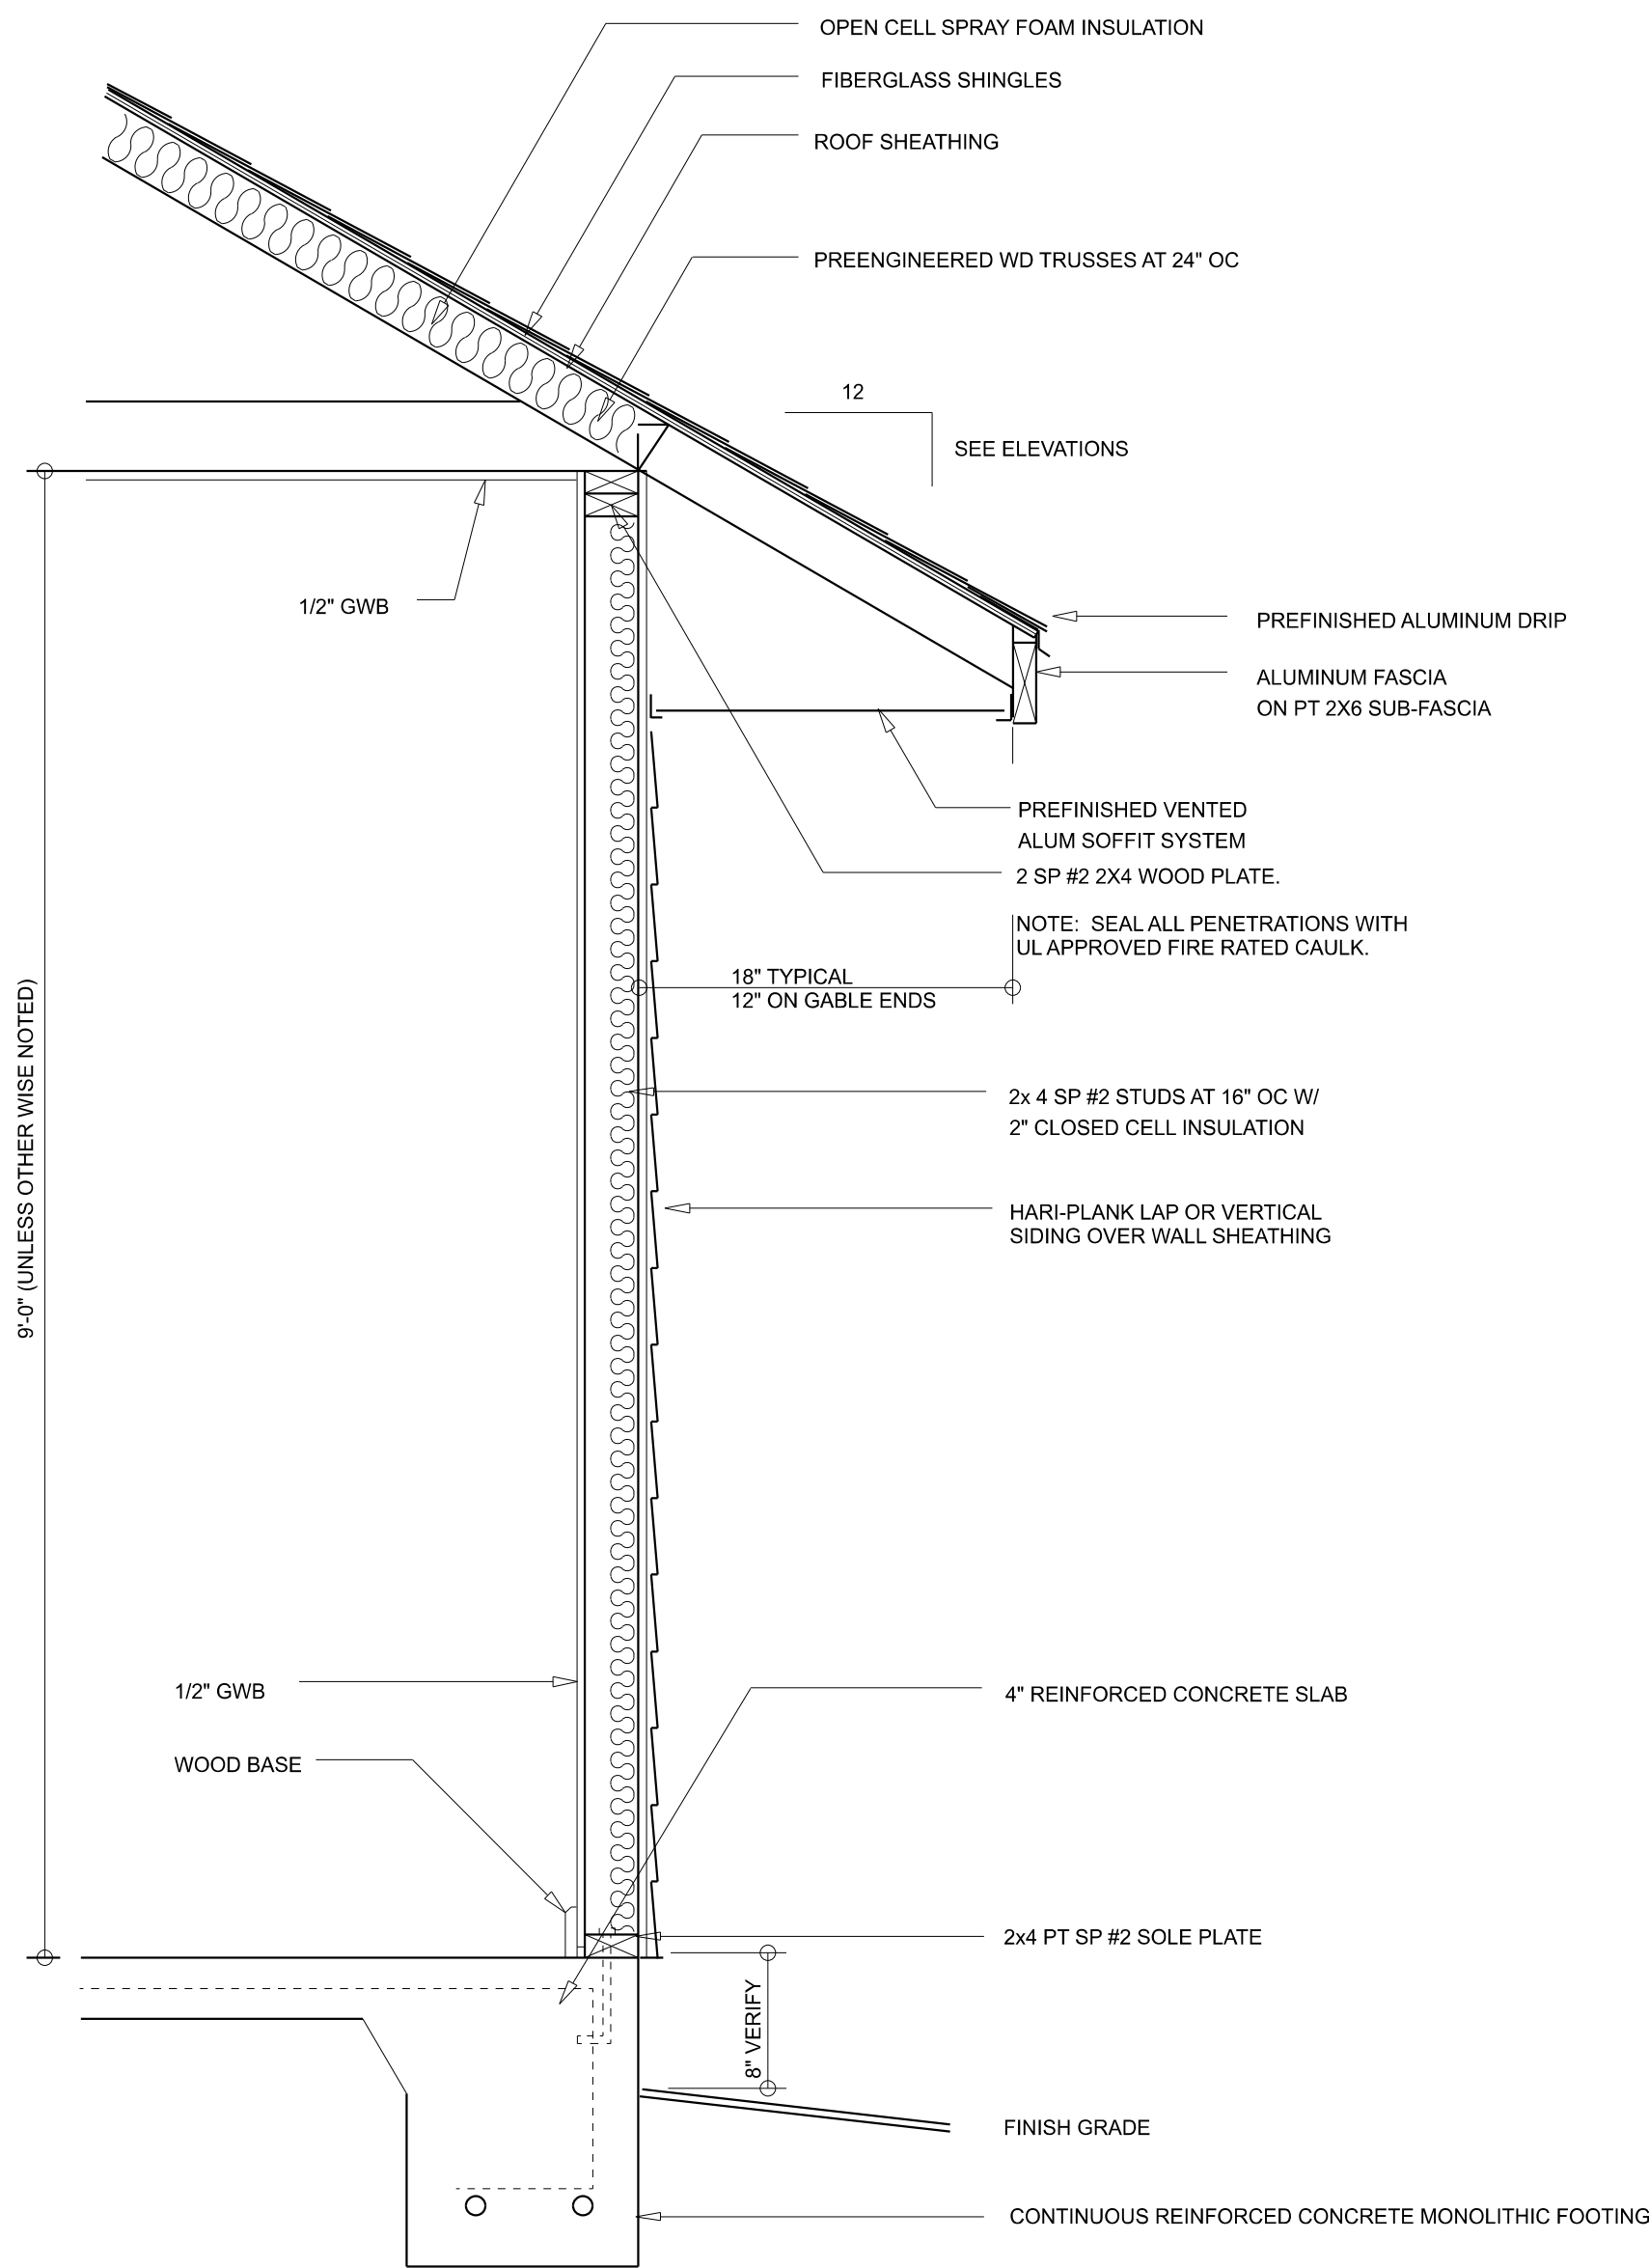 OPEN CELL SPRAY FOAM INSULATION
FIBERGLASS SHINGLES
ROOF SHEATHING
PREENGINEERED WD TRUSSES AT 24" OC
12
SEE ELEVATIONS
1/2" GWB
PREFINISHED ALUMINUM DRIP
ALUMINUM FASCIA
ON PT 2X6 SUB-FASCIA
PREFINISHED VENTED
ALUM SOFFIT SYSTEM
2 SP #2 2X4 WOOD PLATE.
NOTE: SEAL ALL PENETRATIONS WITH
UL APPROVED FIRE RATED CAULK.
18" TYPICAL
12" ON GABLE ENDS
9'-0" (UNLESS OTHER WISE NOTED)
2x 4 SP #2 STUDS AT 16" OC W/
2" CLOSED CELL INSULATION
HARI-PLANK LAP OR VERTICAL
SIDING OVER WALL SHEATHING
1/2" GWB
4" REINFORCED CONCRETE SLAB
WOOD BASE
2x4 PT SP #2 SOLE PLATE
8" VERIFY
FINISH GRADE
CONTINUOUS REINFORCED CONCRETE MONOLITHIC FOOTING